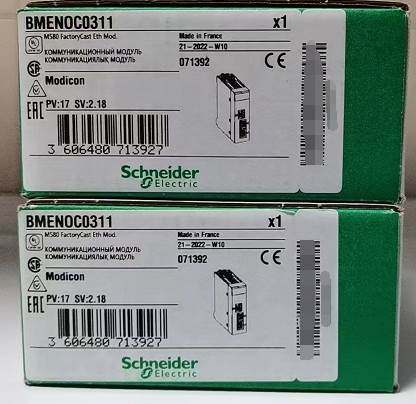 BMENOC0311 x1
M580 FactoryCast Eth Mod. Made in France
КОММУНИКАЦИОННЫЙ МОДУЛЬ 21-2022-W10
КОММУНИКАЦИЯЛЫҚ МОДУЛЬ 071392 CE
Modicon
EAC PV:17 SV:2.18
3 606480 713927
Schneider
Electric
BMENOC0311 x1
M580 FactoryCast Eth Mod. Made in France
КОММУНИКАЦИОННЫЙ МОДУЛЬ 21-2022-W10
КОММУНИКАЦИЯЛЫҚ МОДУЛЬ 071392 CE
Modicon
EAC PV:17 SV:2.18
3 606480 713927
Schneider
Electric